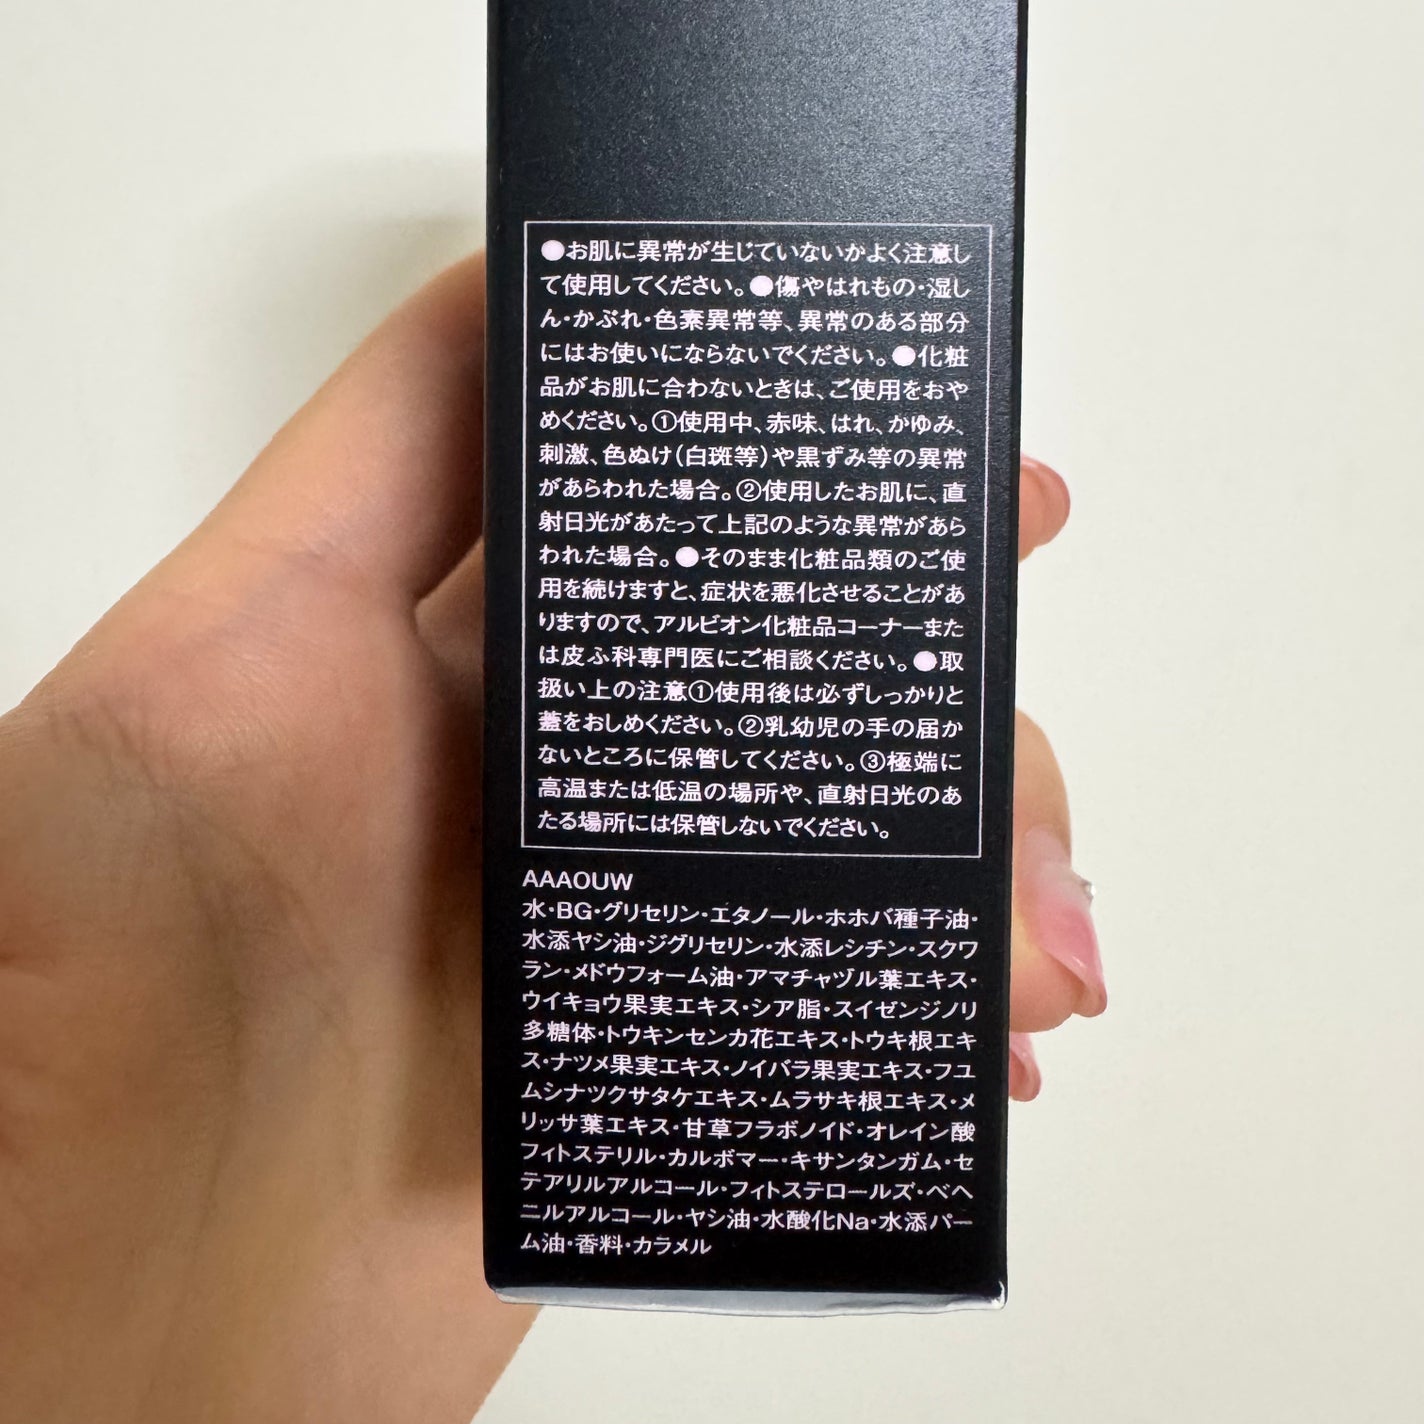 ●お肌に異常が生じていないかよく注意し
て使用してください。●傷やはれもの・湿し
ん・かぶれ・色素異常等、異常のある部分
にはお使いにならないでください。●化粧
品がお肌に合わないときは、ご使用をおや
めください。①使用中、赤味、はれ、かゆみ、
刺激、色ぬけ(白斑等)や黒ずみ等の異常
があらわれた場合。②使用したお肌に、直
射日光があたって上記のような異常があら
われた場合。●そのまま化粧品類のご使
用を続けますと、症状を悪化させることがあ
りますので、アルビオン化粧品コーナーまた
は皮ふ科専門医にご相談ください。●取
扱い上の注意①使用後は必ずしっかりと
蓋をおしめください。②乳幼児の手の届か
ないところに保管してください。③極端に
高温または低温の場所や、直射日光のあ
たる場所には保管しないでください。
AAAOUW
水・BG・グリセリン・エタノール・ホホバ種子油・
水添ヤシ油・ジグリセリン・水添レシチン・スクワ
ラン・メドウフォーム油・アマチャヅル葉エキス・
ウイキョウ果実エキス・シア脂・スイゼンジノリ
多糖体・トウキンセンカ花エキス・トウキ根エキ
ス・ナツメ果実エキス・ノイバラ果実エキス・フユ
ムシナツクサタケエキス・ムラサキ根エキス・メ
リッサ葉エキス・甘草フラボノイド・オレイン酸
フィトステリル・カルボマー・キサンタンガム・セ
テアリルアルコール・フィトステロールズ・ベヘ
ニルアルコール・ヤシ油・水酸化Na・水添パー
ム油・香料・カラメル